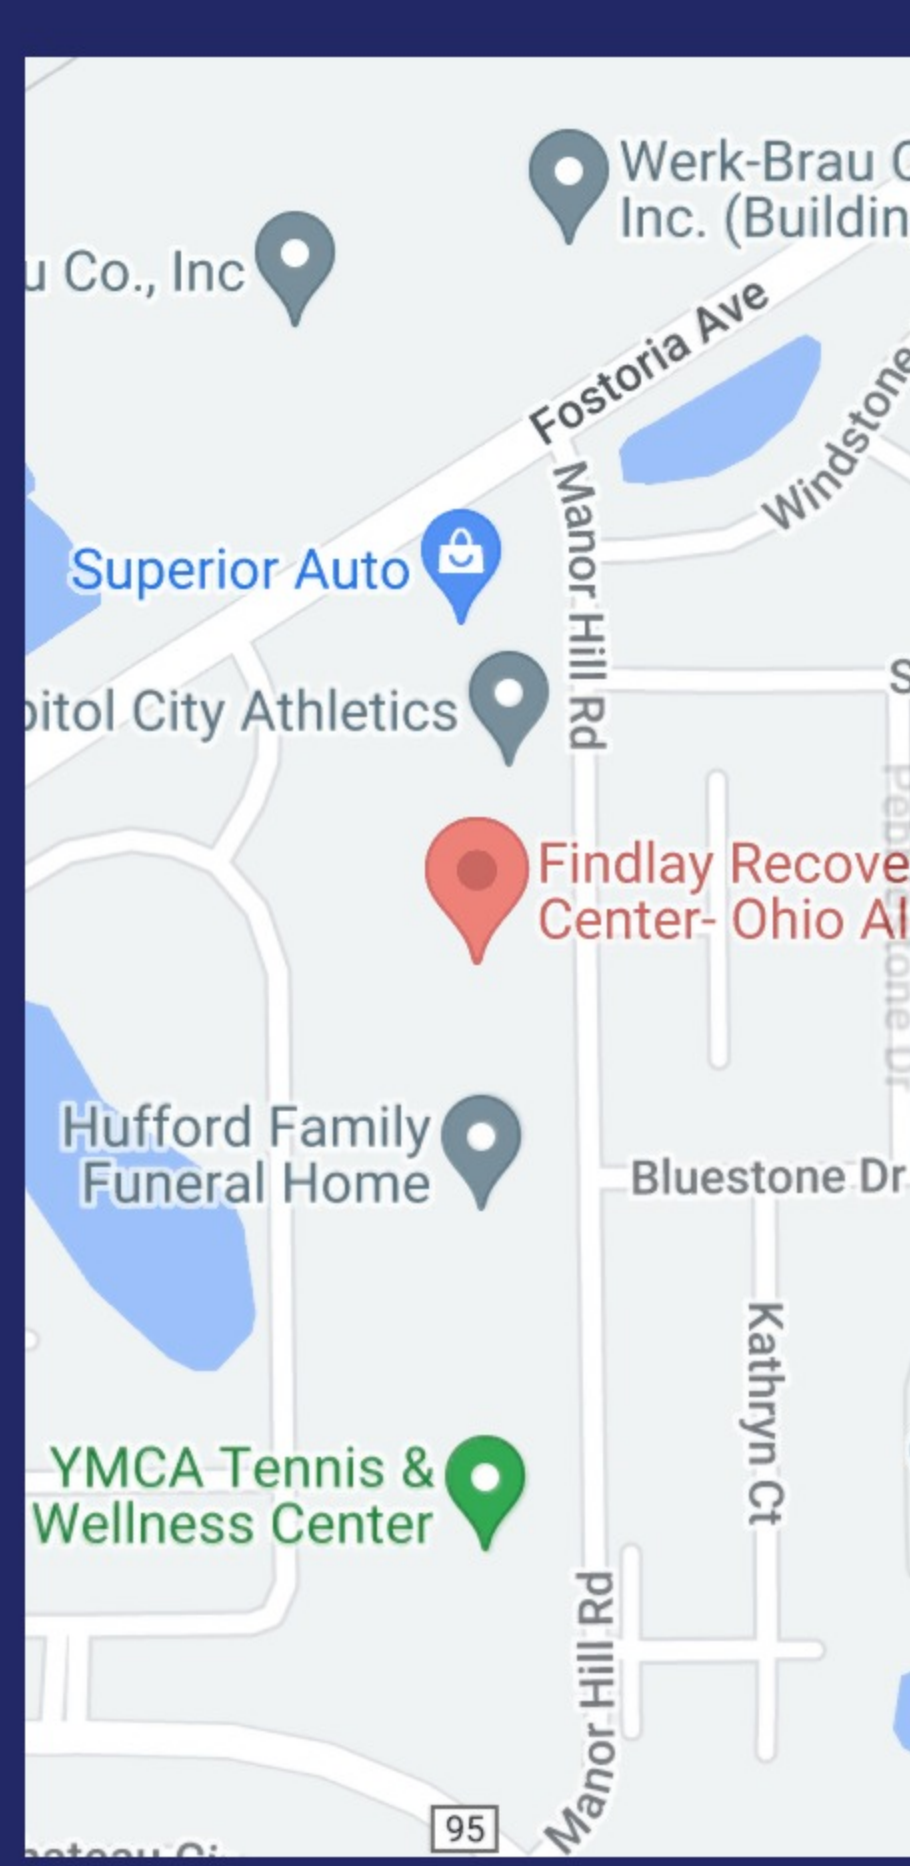 Werk-Brau
Inc. (Buildin
u Co., Inc
Fostoria Ave
Windstone
Manor Hill Rd
Superior Auto
pitol City Athletics
S
Pebblestone Dr
Findlay Recove
Center- Ohio Al
Hufford Family
Funeral Home
Bluestone Dr
Kathryn Ct
YMCA Tennis &
Wellness Center
Manor Hill Rd
95